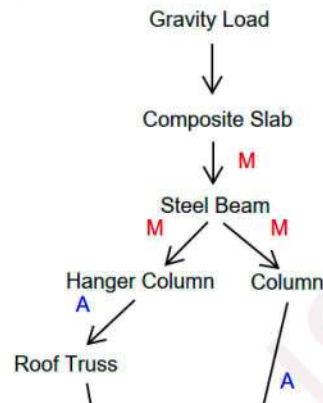 Gravity Load
Composite Slab
M
Steel Beam
M M
Hanger Column Column
A
Roof Truss
A